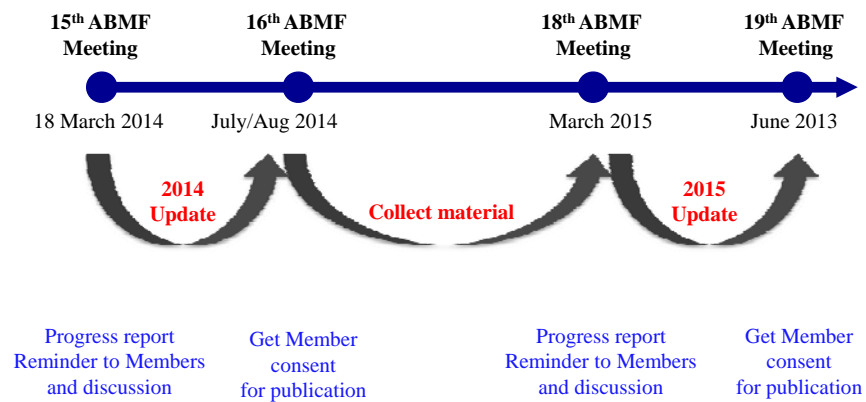 15th ABMF
Meeting
16th ABMF
Meeting
18th ABMF
Meeting
19th ABMF
Meeting
18 March 2014
July/Aug 2014
March 2015
June 2013
2014
Update
Collect material
2015
Update
Progress report
Reminder to Members
and discussion
Get Member
consent
for publication
Progress report
Reminder to Members
and discussion
Get Member
consent
for publication